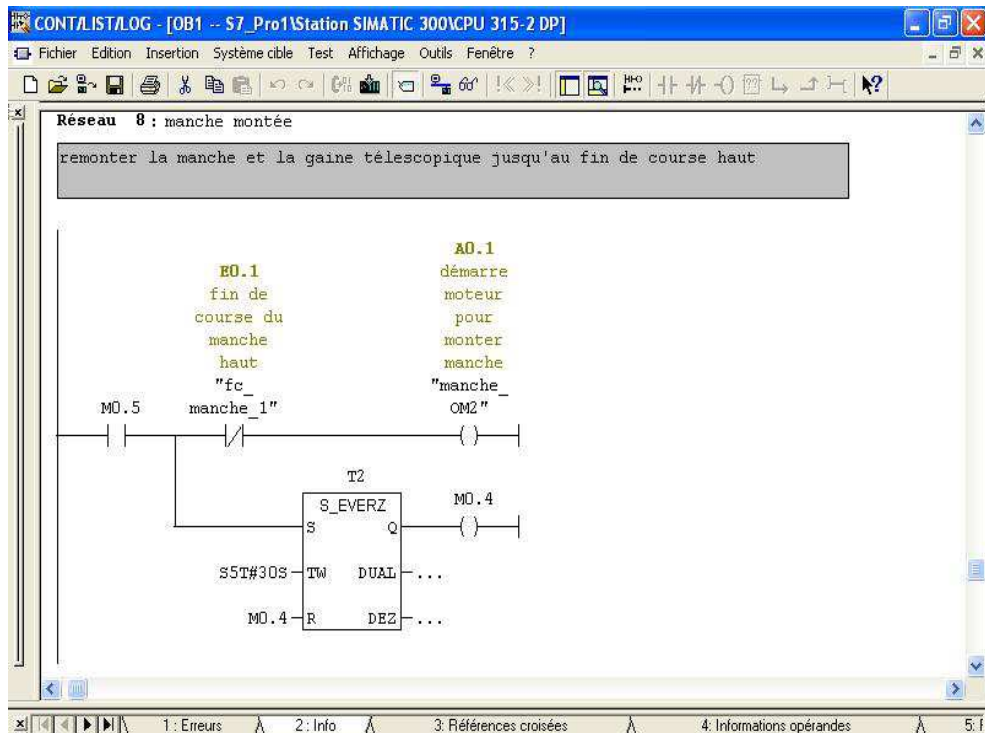 CONT/LIST/LOG - [OB1 -- S7_Pro1\Station SIMATIC 300\CPU 315-2 DP]
Fichier Edition Insertion Système cible Test Affichage Outils Fenêtre ?
Réseau 8 : manche montée
remonter la manche et la gaine télescopique jusqu'au fin de course haut
A0.1
E0.1 démarre
fin de moteur
course du pour
manche monter
haut manche
"fc_ "manche_
M0.5 manche_1" OM2"
T2
S_EVERZ M0.4
S Q
S5T#30S TW DUAL ...
M0.4 R DEZ ...
1 : Erreurs 2 : Info 3: Références croisées 4: Informations opérandes 5: